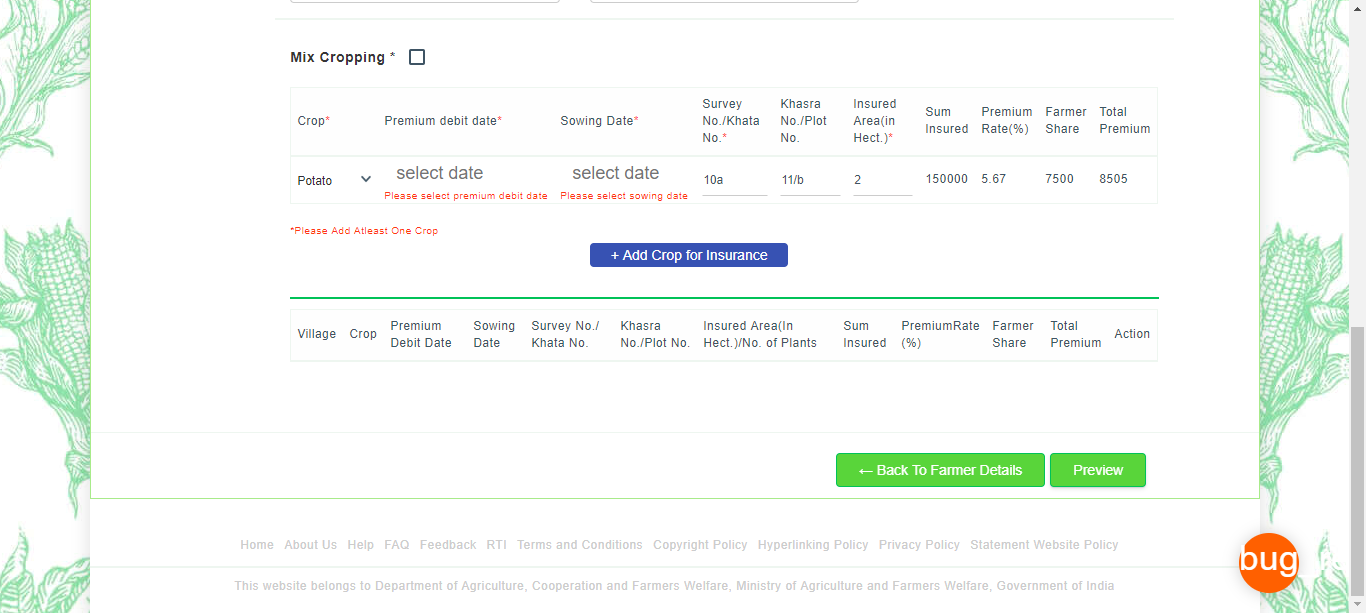 Mix Cropping *
Crop* Premium debit date* Sowing Date* Survey No./Khata No.* Khasra No./Plot No. Insured Area(in Hect.)* Sum Insured Premium Rate(%) Farmer Share Total Premium
Potato select date select date 10a 11/b 2 150000 5.67 7500 8505
Please select premium debit date Please select sowing date
*Please Add Atleast One Crop
+ Add Crop for Insurance
Village Crop Premium Debit Date Sowing Date Survey No./ Khata No. Khasra No./Plot No. Insured Area(In Hect.)/No. of Plants Sum Insured PremiumRate (%) Farmer Share Total Premium Action
← Back To Farmer Details Preview
Home About Us Help FAQ Feedback RTI Terms and Conditions Copyright Policy Hyperlinking Policy Privacy Policy Statement Website Policy
This website belongs to Department of Agriculture, Cooperation and Farmers Welfare, Ministry of Agriculture and Farmers Welfare, Government of India
bug